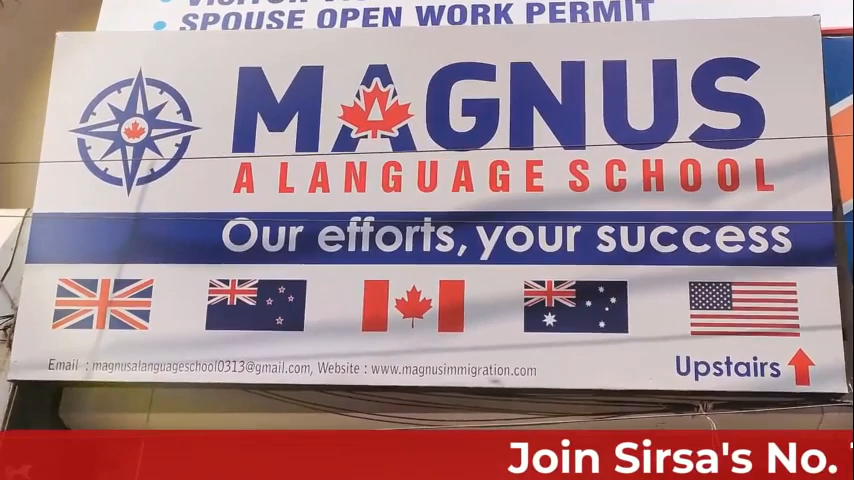 SPOUSE OPEN WORK PERMIT
MAGNUS
A LANGUAGE SCHOOL
Our efforts, your success
Email : magnusalanguageschool0313@gmail.com, Website : www.magnusimmigration.com
Upstairs
Join Sirsa's No.